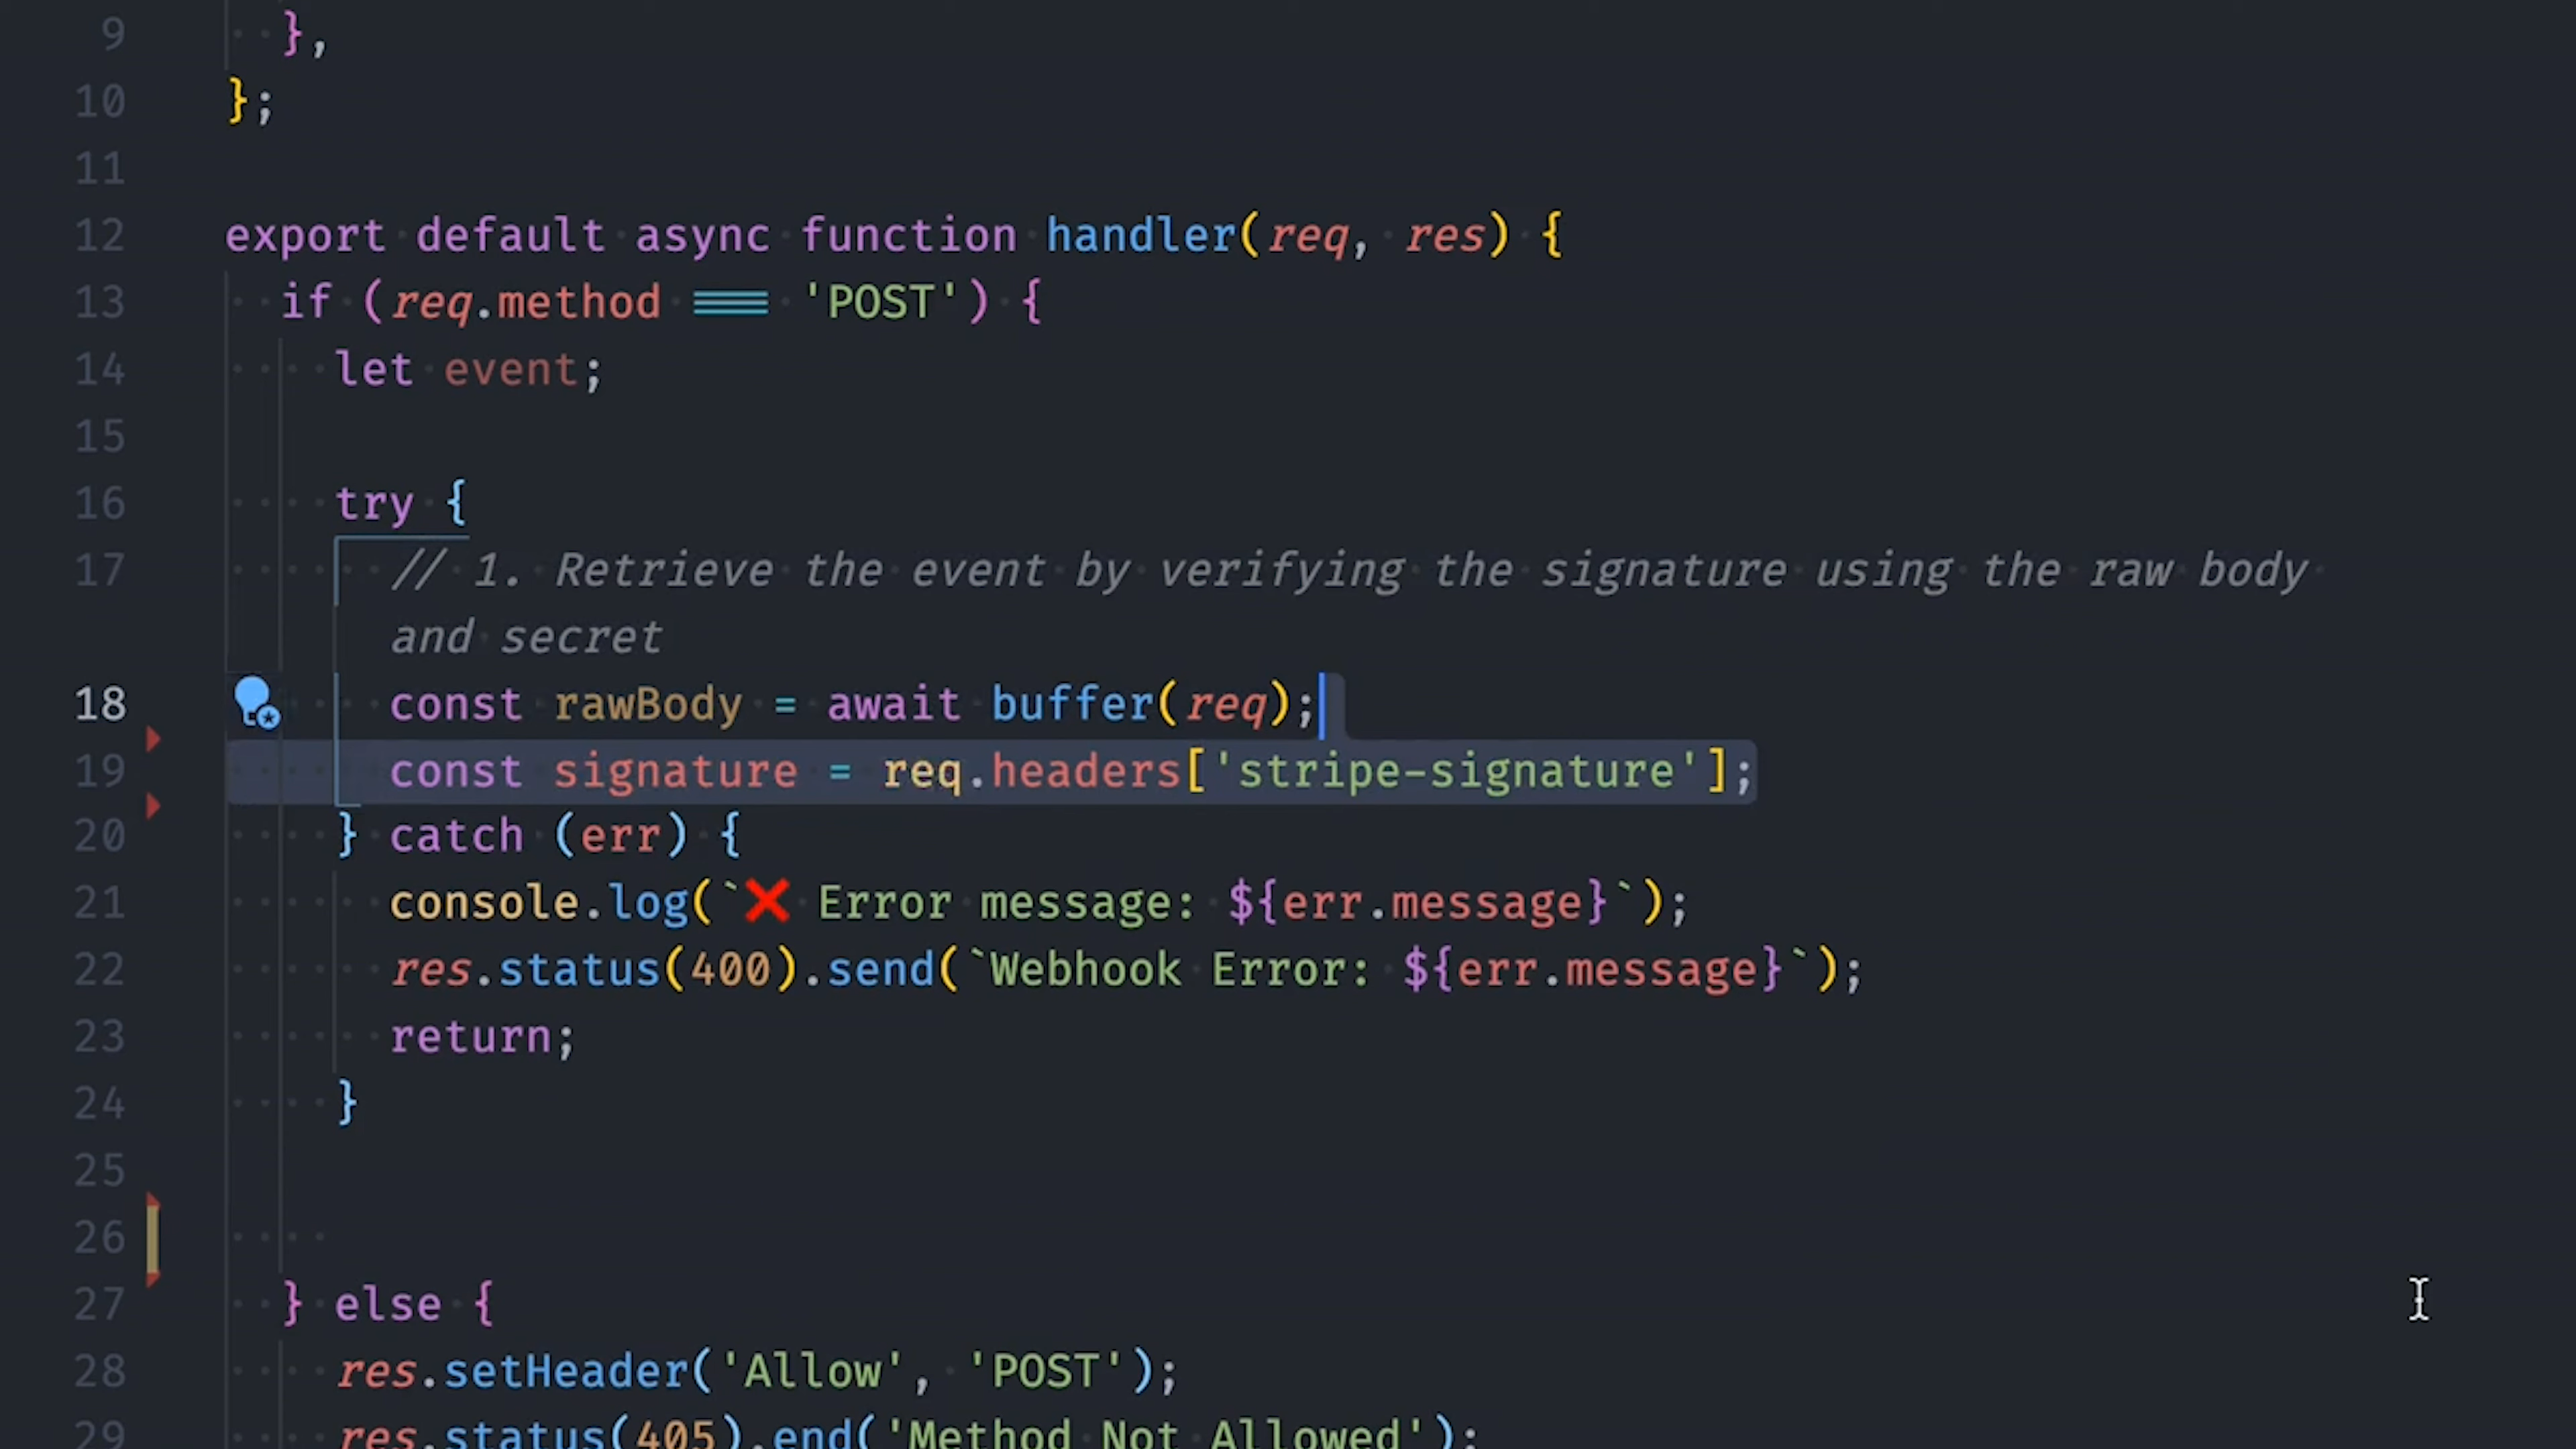 9 },
10 };
11
12 export default async function handler(req, res) {
13 if (req.method === 'POST') {
14 let event;
15
16 try {
17 // 1. Retrieve the event by verifying the signature using the raw body
and secret
18 const rawBody = await buffer(req);
19 const signature = req.headers['stripe-signature'];
20 } catch (err) {
21 console.log(`❌ Error message: ${err.message}`);
22 res.status(400).send(`Webhook Error: ${err.message}`);
23 return;
24 }
25
26
27 } else {
28 res.setHeader('Allow', 'POST');
29 res.status(405).end('Method Not Allowed');